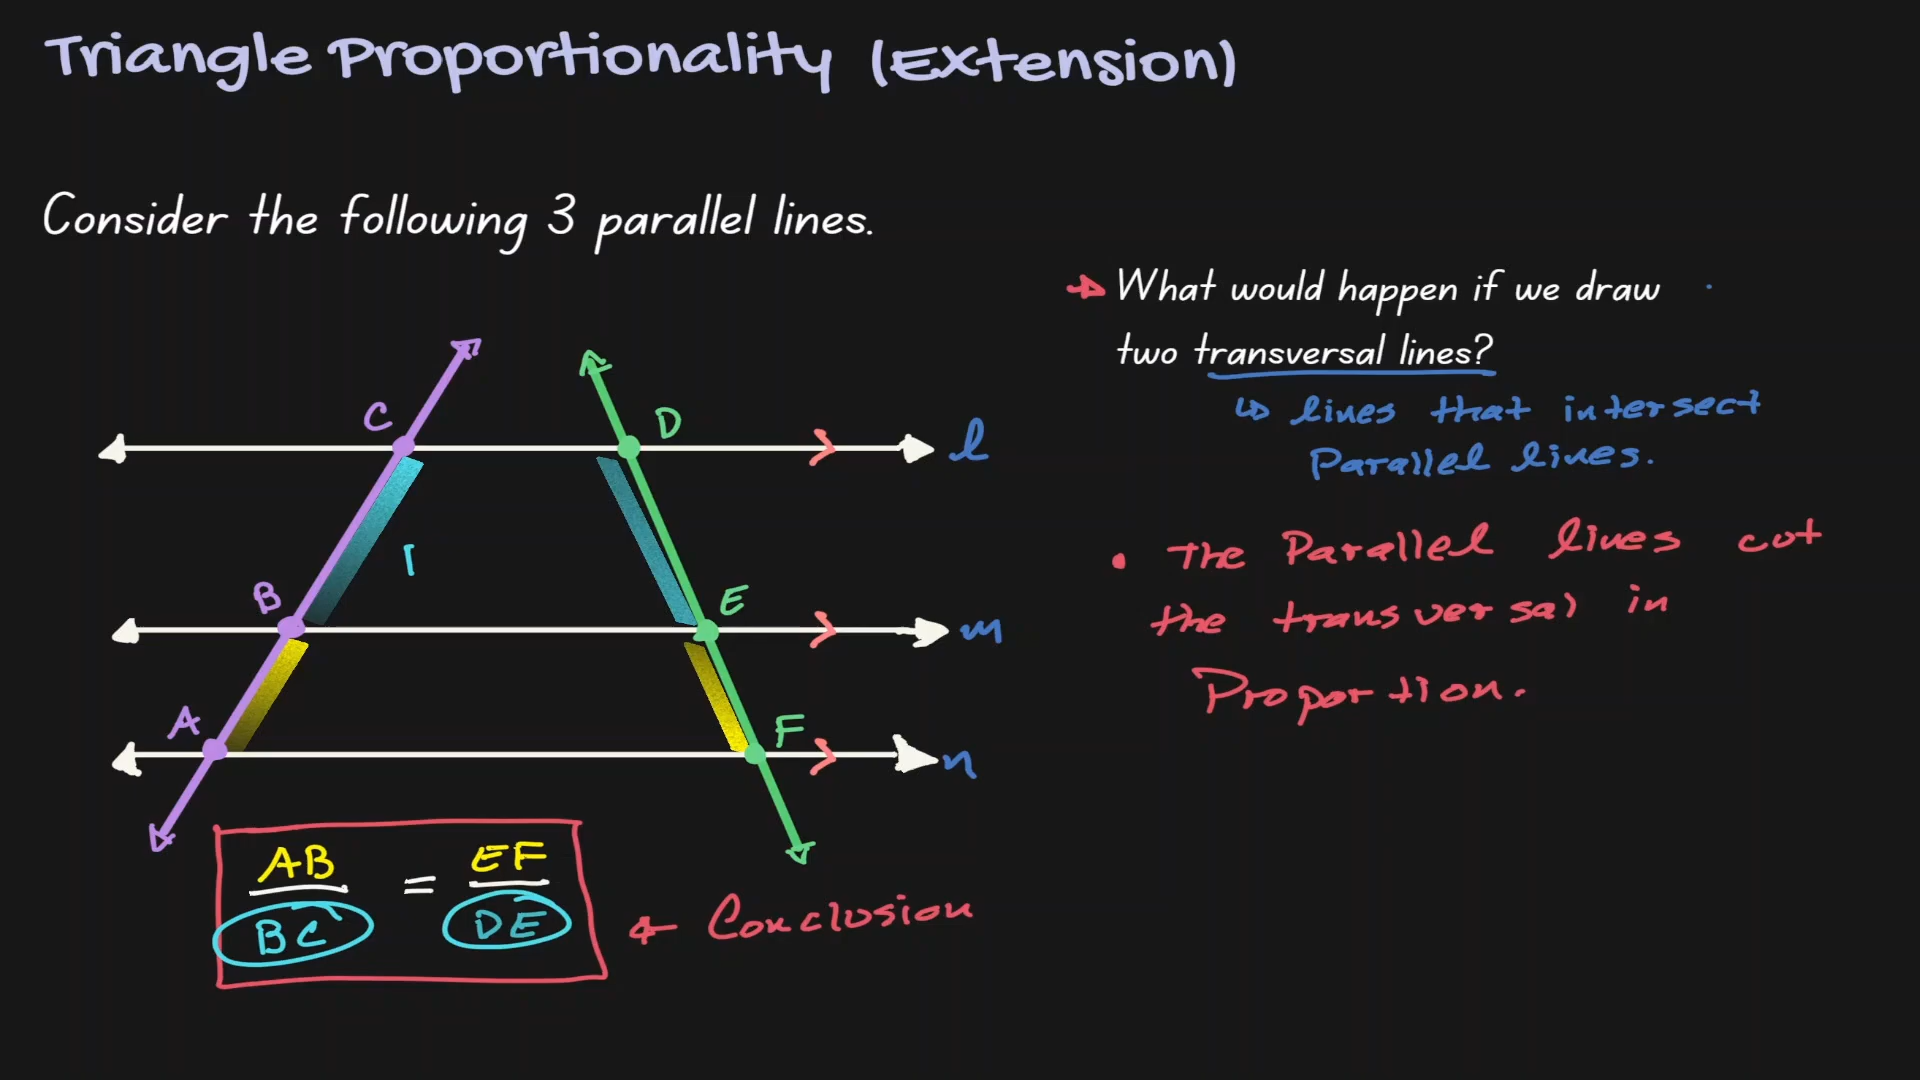 Triangle Proportionality (Extension)
Consider the following 3 parallel lines.
What would happen if we draw
two transversal lines?
↳ lines that intersect
Parallel lines.
• The Parallel lines cut
the transversal in
Proportion.
C D l
B E m
A F n
AB = EF
BC DE
← Conclusion